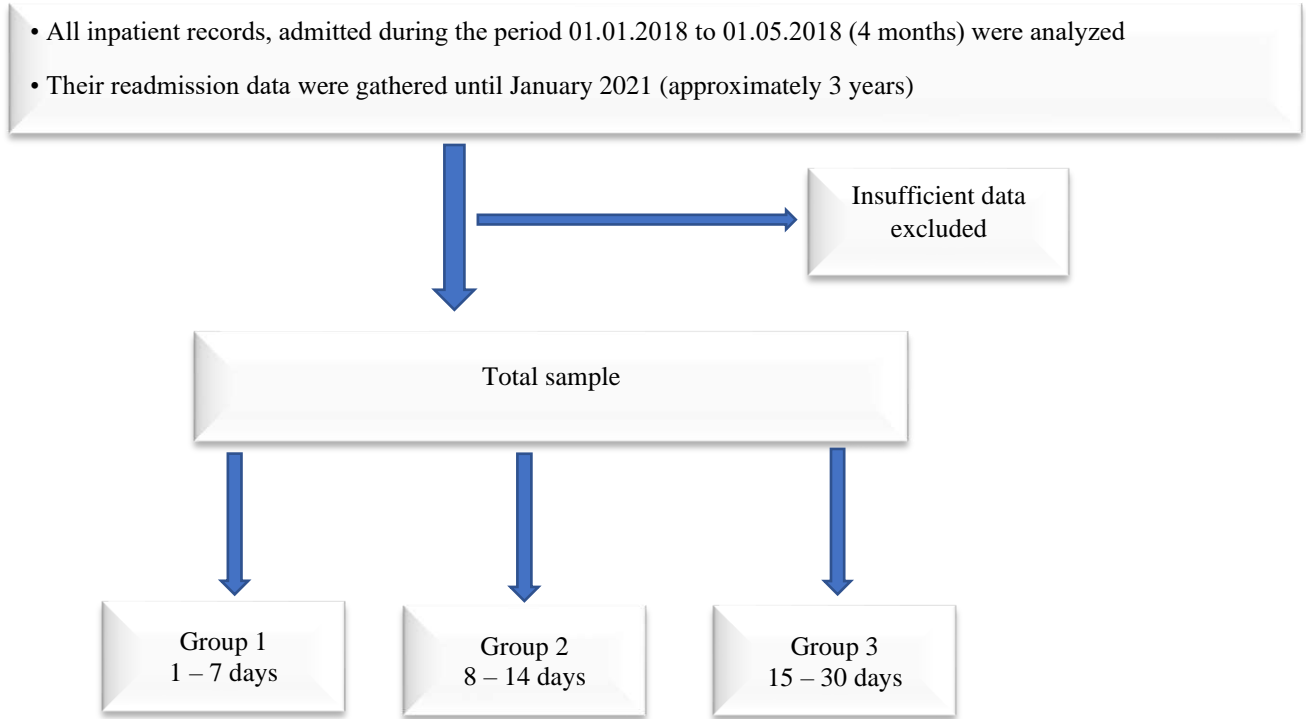 • All inpatient records, admitted during the period 01.01.2018 to 01.05.2018 (4 months) were analyzed
• Their readmission data were gathered until January 2021 (approximately 3 years)
Insufficient data
excluded
Total sample
Group 1
1 – 7 days
Group 2
8 – 14 days
Group 3
15 – 30 days